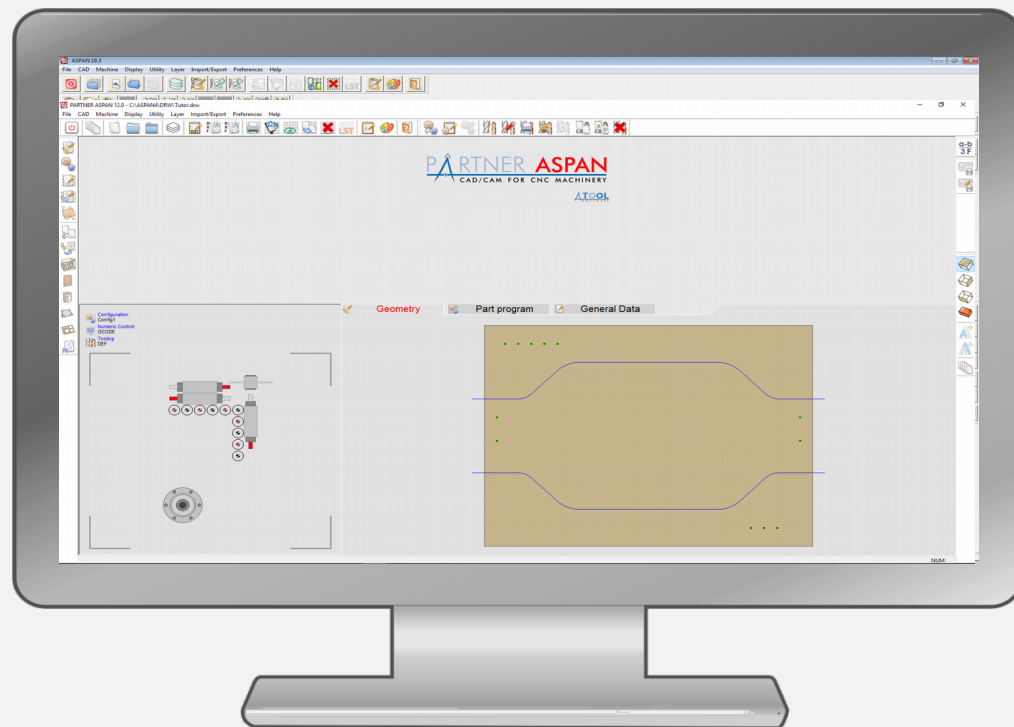 ASPAN 10.3
File CAD Machine Display Utility Layer Import/Export Preferences Help
LST
PARTNER ASPAN 12.0 - C:\ASPAN4\DRW\Tutor.drw
File CAD Machine Display Utility Layer Import/Export Preferences Help
LST
a-b
3 F
PARTNER ASPAN
CAD/CAM FOR CNC MACHINERY
ATOOL
Geometry Part program General Data
Configuration
Config1
Numeric Control
GCODE
Tooling
DEF
NUM